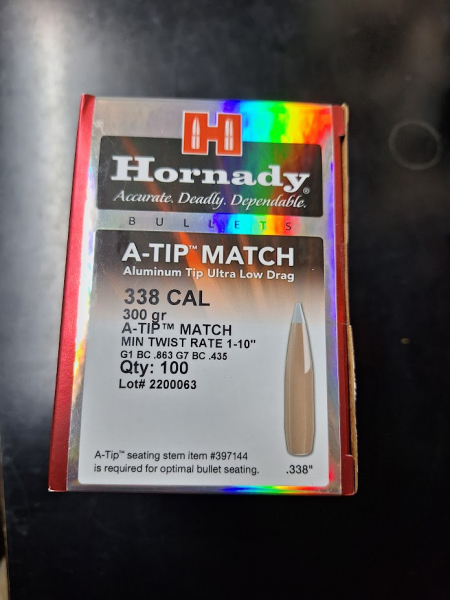 H
Hornady®
Accurate. Deadly. Dependable.
BULLETS
A-TIP™ MATCH
Aluminum Tip Ultra Low Drag
338 CAL
300 gr
A-TIP™ MATCH
MIN TWIST RATE 1-10"
G1 BC .863 G7 BC .435
Qty: 100
Lot# 2200063
A-Tip™ seating stem item #397144
is required for optimal bullet seating.
.338"